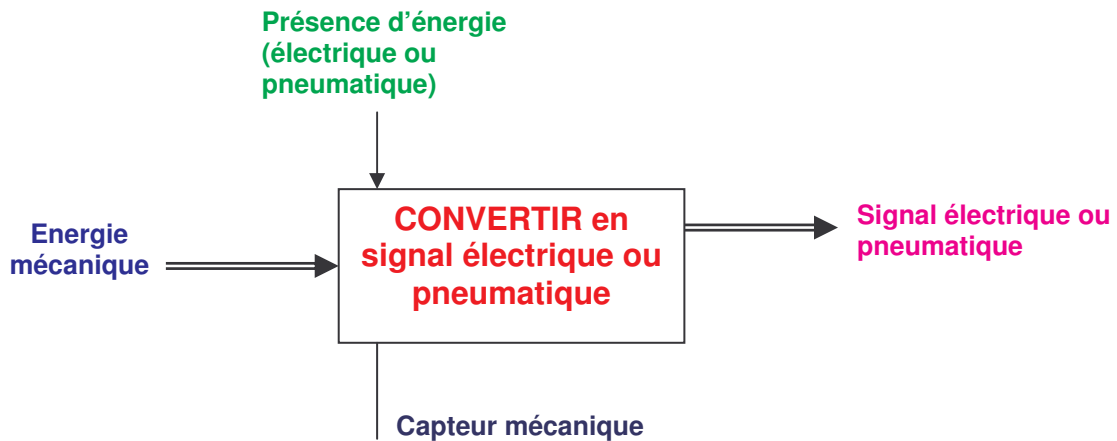 Présence d’énergie
(électrique ou
pneumatique)
Energie
mécanique
CONVERTIR en
signal électrique ou
pneumatique
Signal électrique ou
pneumatique
Capteur mécanique